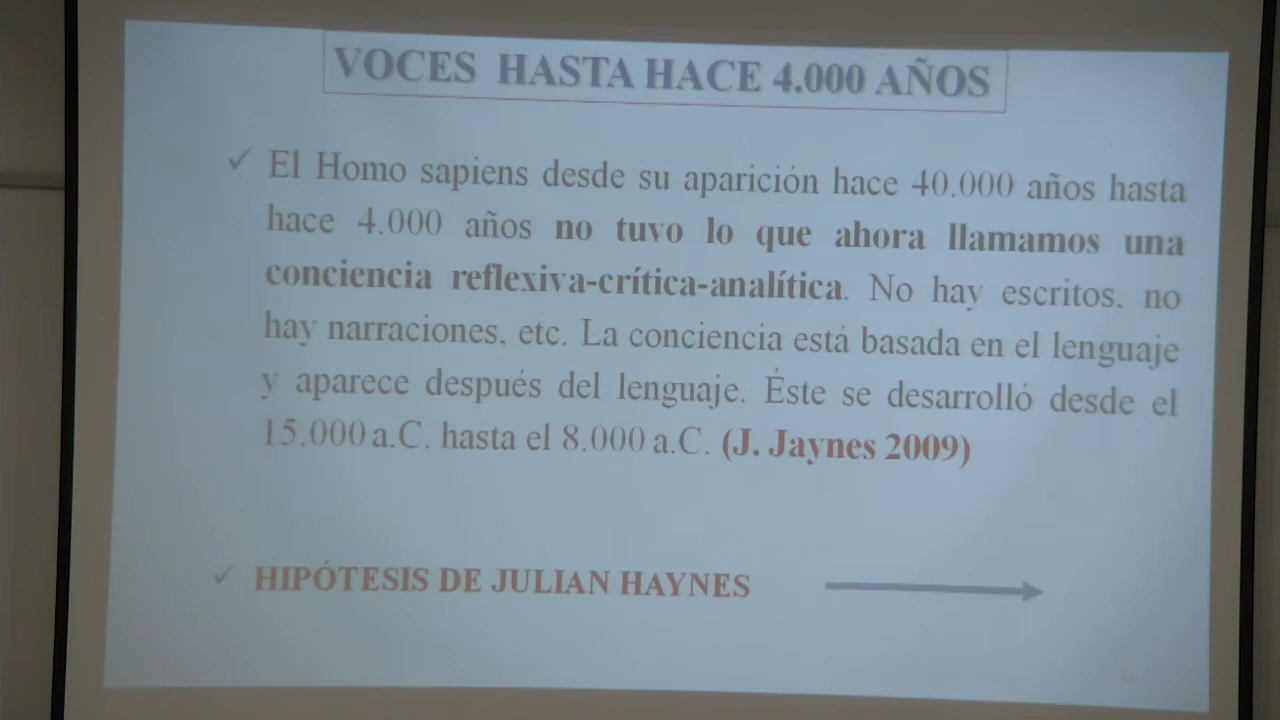 VOCES HASTA HACE 4.000 AÑOS
✓ El Homo sapiens desde su aparición hace 40.000 años hasta
hace 4.000 años no tuvo lo que ahora llamamos una
conciencia reflexiva-crítica-analítica. No hay escritos, no
hay narraciones, etc. La conciencia está basada en el lenguaje
y aparece después del lenguaje. Éste se desarrolló desde el
15.000 a.C. hasta el 8.000 a.C. (J. Jaynes 2009)
✓ HIPÓTESIS DE JULIAN HAYNES